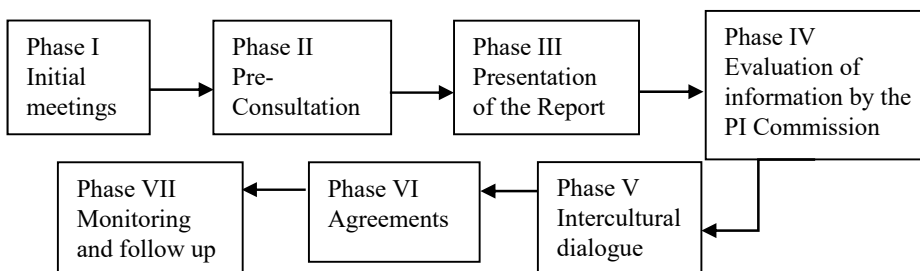 Phase I
Initial
meetings
Phase II
Pre-
Consultation
Phase III
Presentation
of the Report
Phase IV
Evaluation of
information by the
PI Commission
Phase V
Intercultural
dialogue
Phase VI
Agreements
Phase VII
Monitoring
and follow up